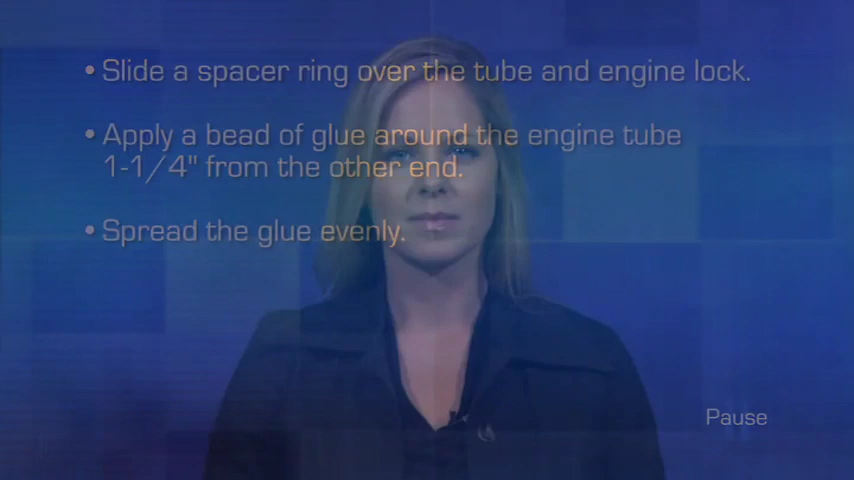 • Slide a spacer ring over the tube and engine lock.
• Apply a bead of glue around the engine tube
1-1/4" from the other end.
• Spread the glue evenly.
Pause